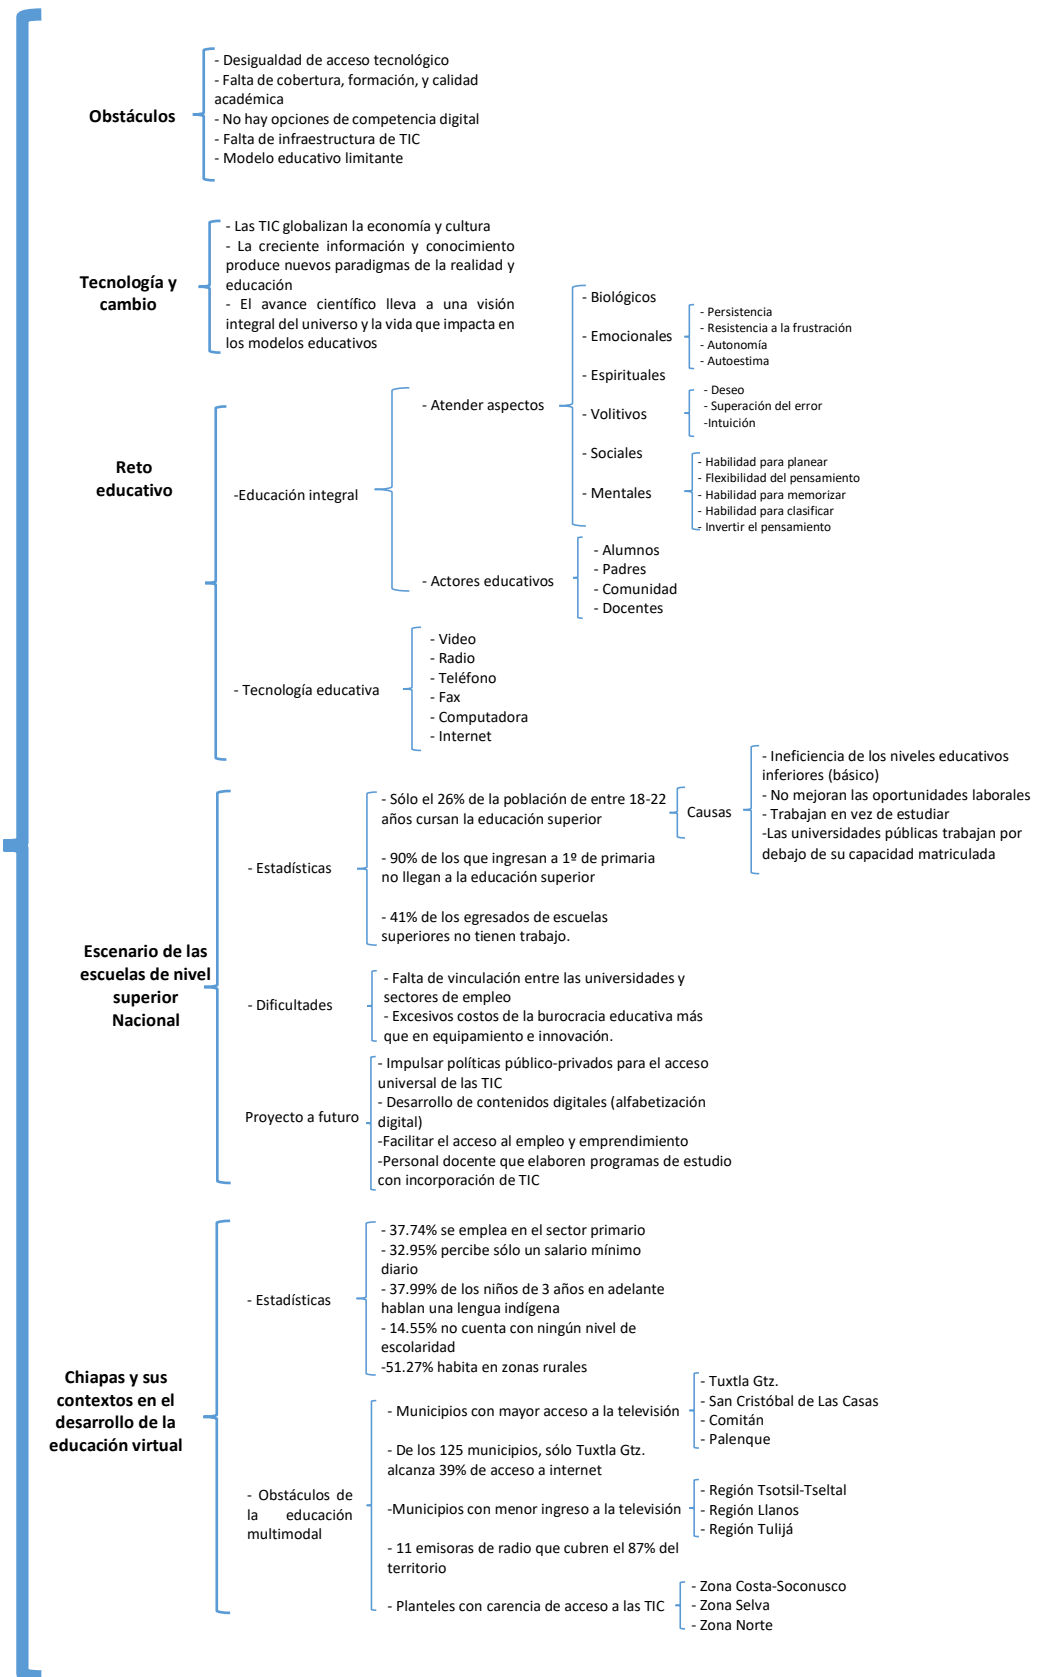 Obstáculos
- Desigualdad de acceso tecnológico
- Falta de cobertura, formación, y calidad
académica
- No hay opciones de competencia digital
- Falta de infraestructura de TIC
- Modelo educativo limitante
Tecnología y
cambio
- Las TIC globalizan la economía y cultura
- La creciente información y conocimiento
produce nuevos paradigmas de la realidad y
educación
- El avance científico lleva a una visión
integral del universo y la vida que impacta en
los modelos educativos
Reto
educativo
-Educación integral
- Atender aspectos
- Biológicos
- Emocionales
- Persistencia
- Resistencia a la frustración
- Autonomía
- Autoestima
- Espirituales
- Volitivos
- Deseo
- Superación del error
-Intuición
- Sociales
- Mentales
- Habilidad para planear
- Flexibilidad del pensamiento
- Habilidad para memorizar
- Habilidad para clasificar
- Invertir el pensamiento
- Actores educativos
- Alumnos
- Padres
- Comunidad
- Docentes
- Tecnología educativa
- Video
- Radio
- Teléfono
- Fax
- Computadora
- Internet
Escenario de las
escuelas de nivel
superior
Nacional
- Estadísticas
- Sólo el 26% de la población de entre 18-22
años cursan la educación superior
Causas
- Ineficiencia de los niveles educativos
inferiores (básico)
- No mejoran las oportunidades laborales
- Trabajan en vez de estudiar
-Las universidades públicas trabajan por
debajo de su capacidad matriculada
- 90% de los que ingresan a 1º de primaria
no llegan a la educación superior
- 41% de los egresados de escuelas
superiores no tienen trabajo.
- Dificultades
- Falta de vinculación entre las universidades y
sectores de empleo
- Excesivos costos de la burocracia educativa más
que en equipamiento e innovación.
Proyecto a futuro
- Impulsar políticas público-privados para el acceso
universal de las TIC
- Desarrollo de contenidos digitales (alfabetización
digital)
-Facilitar el acceso al empleo y emprendimiento
-Personal docente que elaboren programas de estudio
con incorporación de TIC
Chiapas y sus
contextos en el
desarrollo de la
educación virtual
- Estadísticas
- 37.74% se emplea en el sector primario
- 32.95% percibe sólo un salario mínimo
diario
- 37.99% de los niños de 3 años en adelante
hablan una lengua indígena
- 14.55% no cuenta con ningún nivel de
escolaridad
-51.27% habita en zonas rurales
- Obstáculos de
la educación
multimodal
- Municipios con mayor acceso a la televisión
- Tuxtla Gtz.
- San Cristóbal de Las Casas
- Comitán
- Palenque
- De los 125 municipios, sólo Tuxtla Gtz.
alcanza 39% de acceso a internet
-Municipios con menor ingreso a la televisión
- Región Tsotsil-Tseltal
- Región Llanos
- Región Tulijá
- 11 emisoras de radio que cubren el 87% del
territorio
- Planteles con carencia de acceso a las TIC
- Zona Costa-Soconusco
- Zona Selva
- Zona Norte